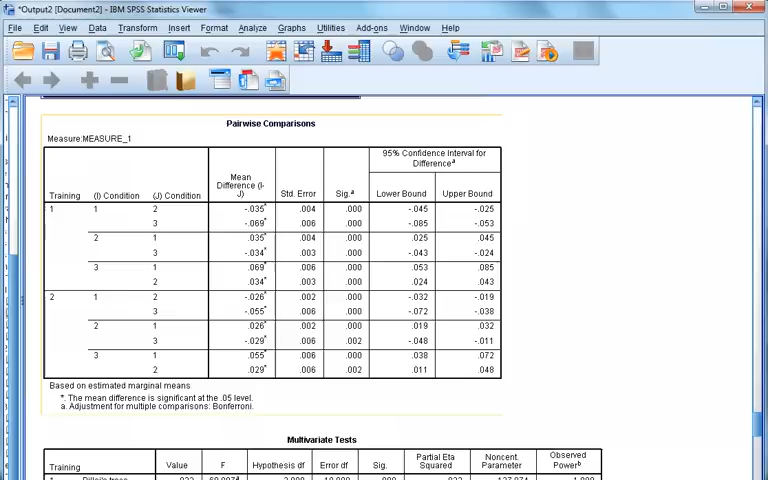 *Output2 [Document2] - IBM SPSS Statistics Viewer
File Edit View Data Transform Insert Format Analyze Graphs Utilities Add-ons Window Help
Pairwise Comparisons
Measure:MEASURE_1
Training (I) Condition (J) Condition Mean Difference (I-J) Std. Error Sig.a 95% Confidence Interval for Differencea
Lower Bound Upper Bound
1 1 2 -.035* .004 .000 -.045 -.025
3 -.069* .006 .000 -.085 -.053
2 1 .035* .004 .000 .025 .045
3 -.034* .003 .000 -.043 -.024
3 1 .069* .006 .000 .053 .085
2 .034* .003 .000 .024 .043
2 1 2 -.026* .002 .000 -.032 -.019
3 -.055* .006 .000 -.072 -.038
2 1 .026* .002 .000 .019 .032
3 -.029* .006 .002 -.048 -.011
3 1 .055* .006 .000 .038 .072
2 .029* .006 .002 .011 .048
Based on estimated marginal means
*. The mean difference is significant at the .05 level.
a. Adjustment for multiple comparisons: Bonferroni.
Multivariate Tests
Training Value F Hypothesis df Error df Sig. Partial Eta Squared Noncent. Parameter Observed Powerb